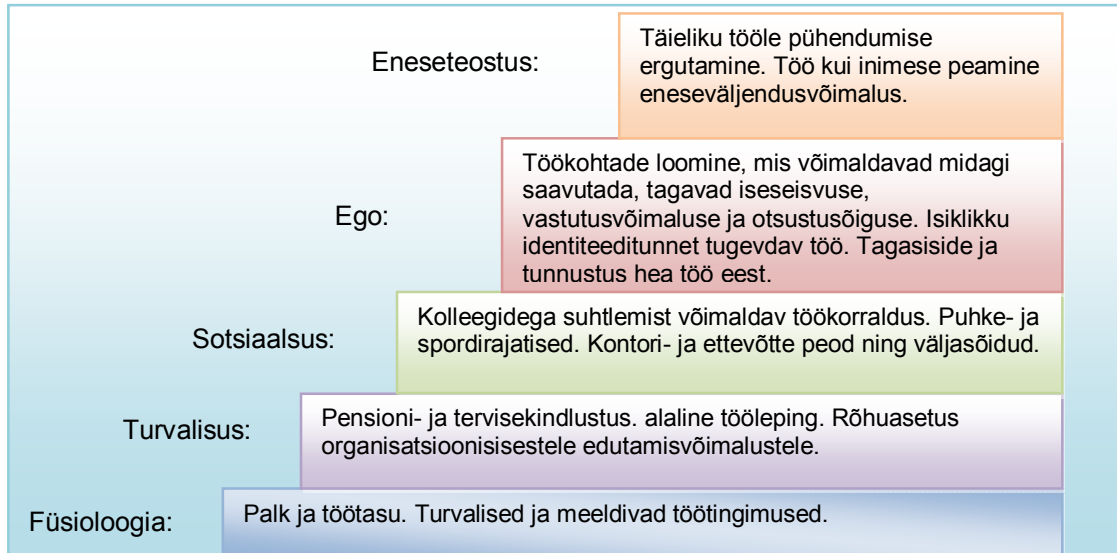 Eneseteostus:
Täieliku tööle pühendumise
ergutamine. Töö kui inimese peamine
eneseväljendusvõimalus.
Ego:
Töökohtade loomine, mis võimaldavad midagi
saavutada, tagavad iseseisvuse,
vastutusvõimaluse ja otsustusõiguse. Isiklikku
identiteeditunnet tugevdav töö. Tagasiside ja
tunnustus hea töö eest.
Sotsiaalsus:
Kolleegidega suhtlemist võimaldav töökorraldus. Puhke- ja
spordirajatised. Kontori- ja ettevõtte peod ning väljasõidud.
Turvalisus:
Pensioni- ja tervisekindlustus. alaline tööleping. Rõhuasetus
organisatsioonisisestele edutamisvõimalustele.
Füsioloogia:
Palk ja töötasu. Turvalised ja meeldivad töötingimused.